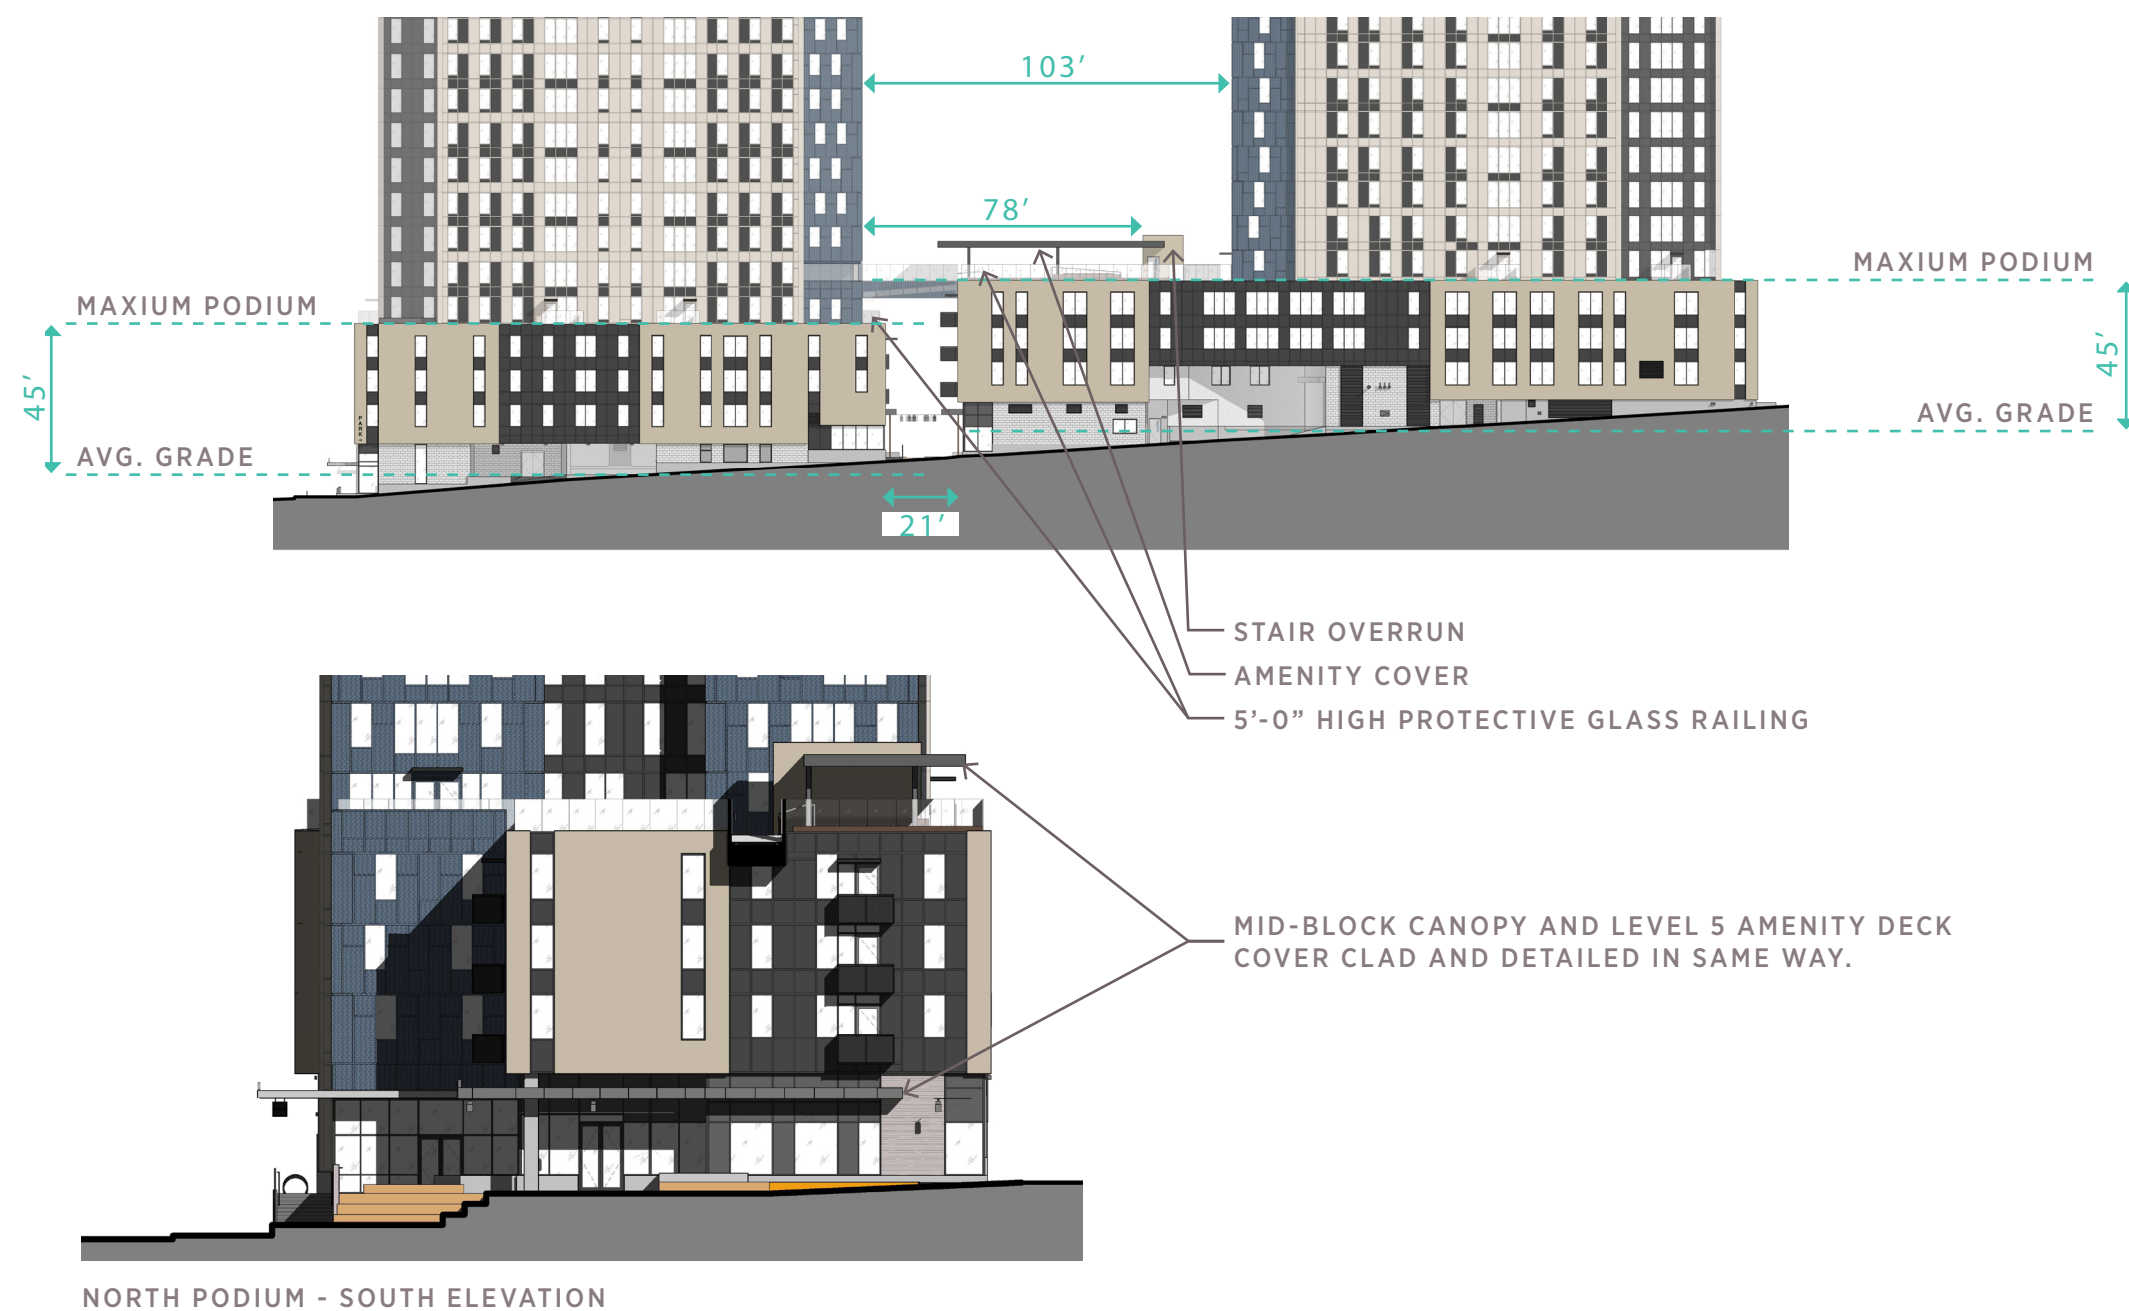 103'
78'
MAXIUM PODIUM
MAXIUM PODIUM
45'
45'
PARK
AVG. GRADE
AVG. GRADE
21'
STAIR OVERRUN
AMENITY COVER
5'-0" HIGH PROTECTIVE GLASS RAILING
MID-BLOCK CANOPY AND LEVEL 5 AMENITY DECK
COVER CLAD AND DETAILED IN SAME WAY.
NORTH PODIUM - SOUTH ELEVATION